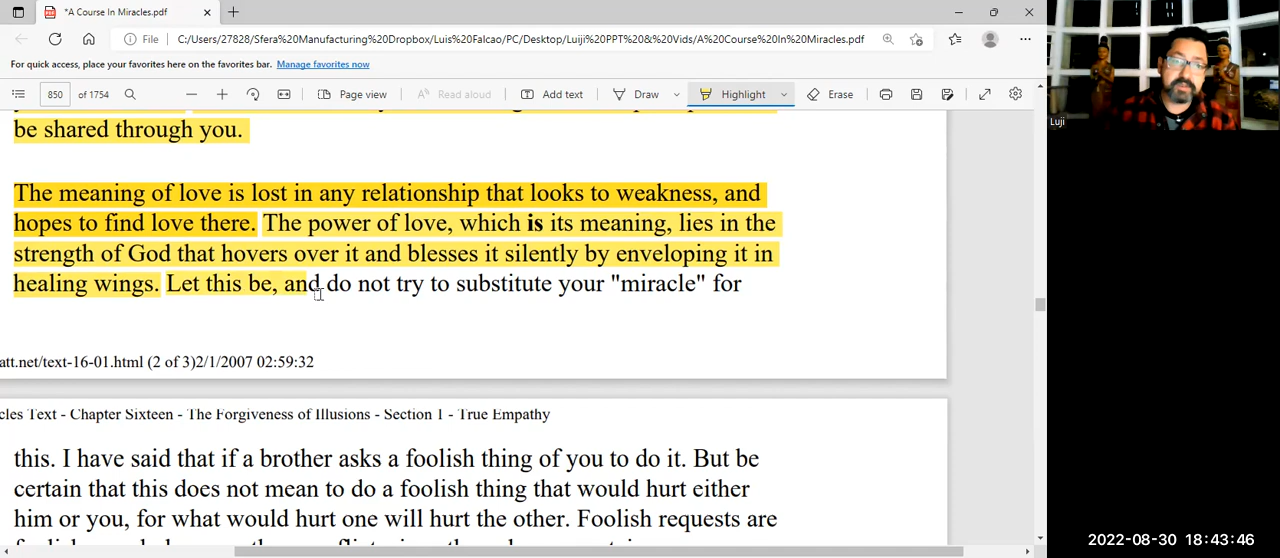 *A Course In Miracles.pdf
File
C:/Users/27828/Sfera%20Manufacturing%20Dropbox/Luis%20Falcao/PC/Desktop/Luiji%20PPT%20&%20Vids/A%20Course%20In%20Miracles.pdf
For quick access, place your favorites here on the favorites bar. Manage favorites now
850 of 1754 Page view Read aloud Add text Draw Highlight Erase
be shared through you.
The meaning of love is lost in any relationship that looks to weakness, and
hopes to find love there. The power of love, which is its meaning, lies in the
strength of God that hovers over it and blesses it silently by enveloping it in
healing wings. Let this be, and do not try to substitute your "miracle" for
att.net/text-16-01.html (2 of 3)2/1/2007 02:59:32
cles Text - Chapter Sixteen - The Forgiveness of Illusions - Section 1 - True Empathy
this. I have said that if a brother asks a foolish thing of you to do it. But be
certain that this does not mean to do a foolish thing that would hurt either
him or you, for what would hurt one will hurt the other. Foolish requests are
Luji
2022-08-30 18:43:46